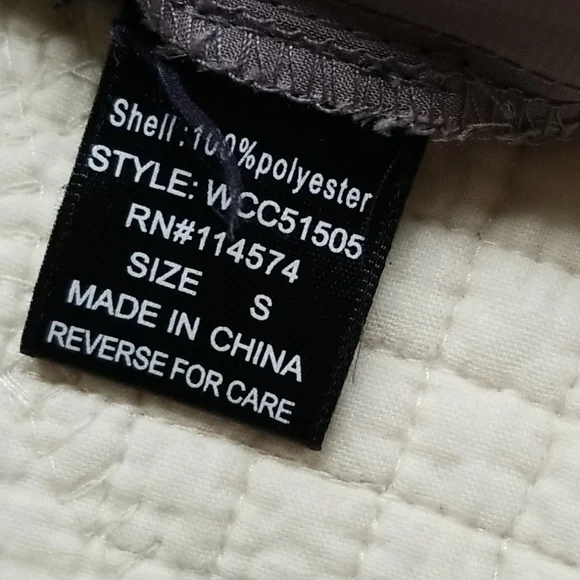 Shell:100%polyester
STYLE: WCC51505
RN#114574
SIZE S
MADE IN CHINA
REVERSE FOR CARE